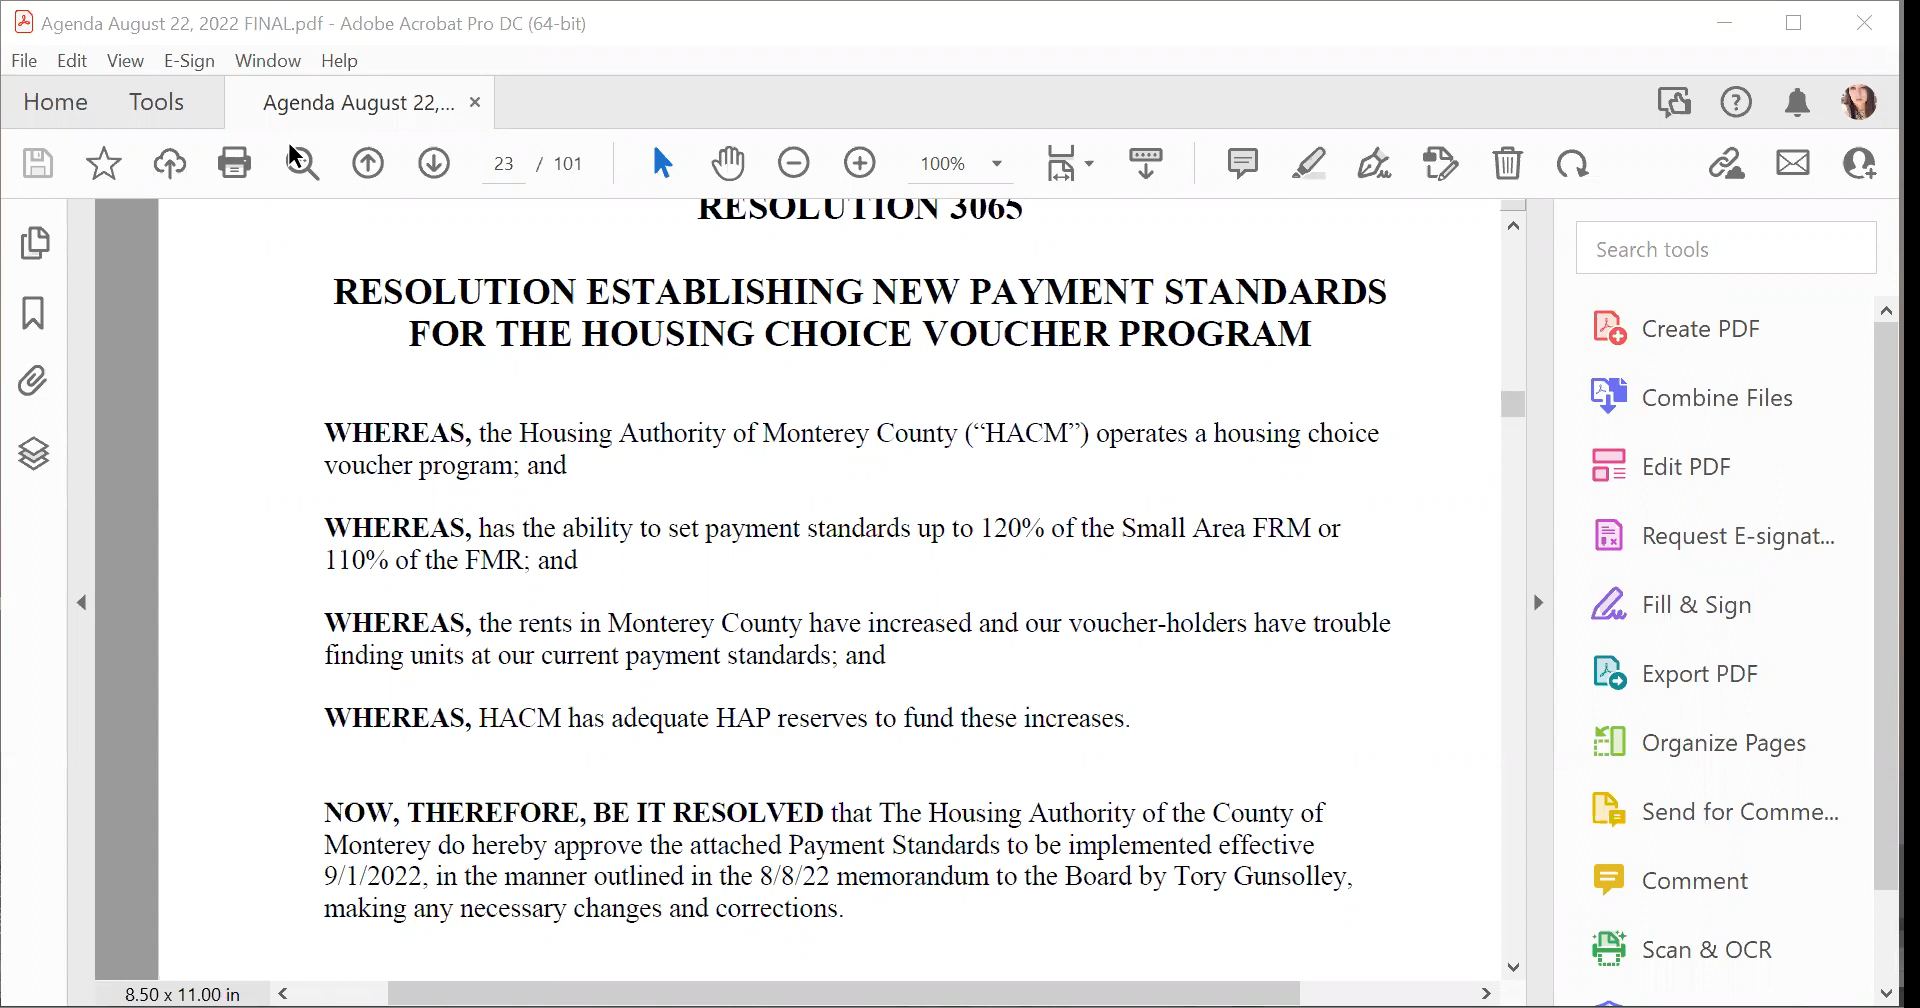 Agenda August 22, 2022 FINAL.pdf - Adobe Acrobat Pro DC (64-bit)
File Edit View E-Sign Window Help
Home Tools Agenda August 22,... ×
23 / 101 100%
Search tools
RESOLUTION 3065
RESOLUTION ESTABLISHING NEW PAYMENT STANDARDS
FOR THE HOUSING CHOICE VOUCHER PROGRAM
WHEREAS, the Housing Authority of Monterey County (“HACM”) operates a housing choice
voucher program; and
WHEREAS, has the ability to set payment standards up to 120% of the Small Area FRM or
110% of the FMR; and
WHEREAS, the rents in Monterey County have increased and our voucher-holders have trouble
finding units at our current payment standards; and
WHEREAS, HACM has adequate HAP reserves to fund these increases.
NOW, THEREFORE, BE IT RESOLVED that The Housing Authority of the County of
Monterey do hereby approve the attached Payment Standards to be implemented effective
9/1/2022, in the manner outlined in the 8/8/22 memorandum to the Board by Tory Gunsolley,
making any necessary changes and corrections.
8.50 x 11.00 in
Create PDF
Combine Files
Edit PDF
Request E-signat...
Fill & Sign
Export PDF
Organize Pages
Send for Comme...
Comment
Scan & OCR